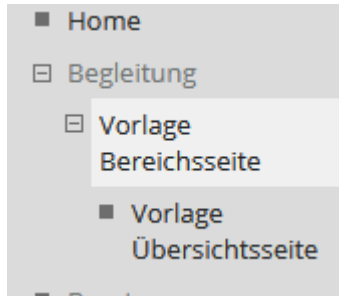 Home
Begleitung
Vorlage
Bereichsseite
Vorlage
Übersichtsseite